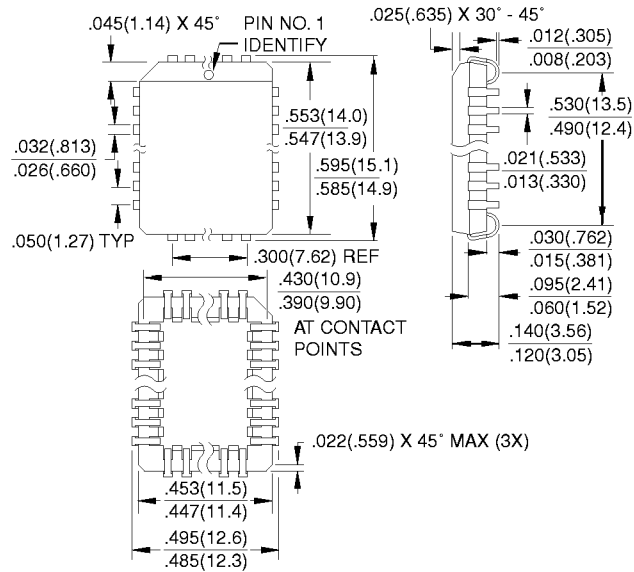 .045(1.14) X 45°
PIN NO. 1
IDENTIFY
.025(.635) X 30° - 45°
.012(.305)
.008(.203)
.553(14.0)
.547(13.9)
.530(13.5)
.490(12.4)
.032(.813)
.026(.660)
.595(15.1)
.585(14.9)
.021(.533)
.013(.330)
.050(1.27) TYP
.300(7.62) REF
.430(10.9)
.390(9.90)
AT CONTACT
POINTS
.030(.762)
.015(.381)
.095(2.41)
.060(1.52)
.140(3.56)
.120(3.05)
.022(.559) X 45° MAX (3X)
.453(11.5)
.447(11.4)
.495(12.6)
.485(12.3)